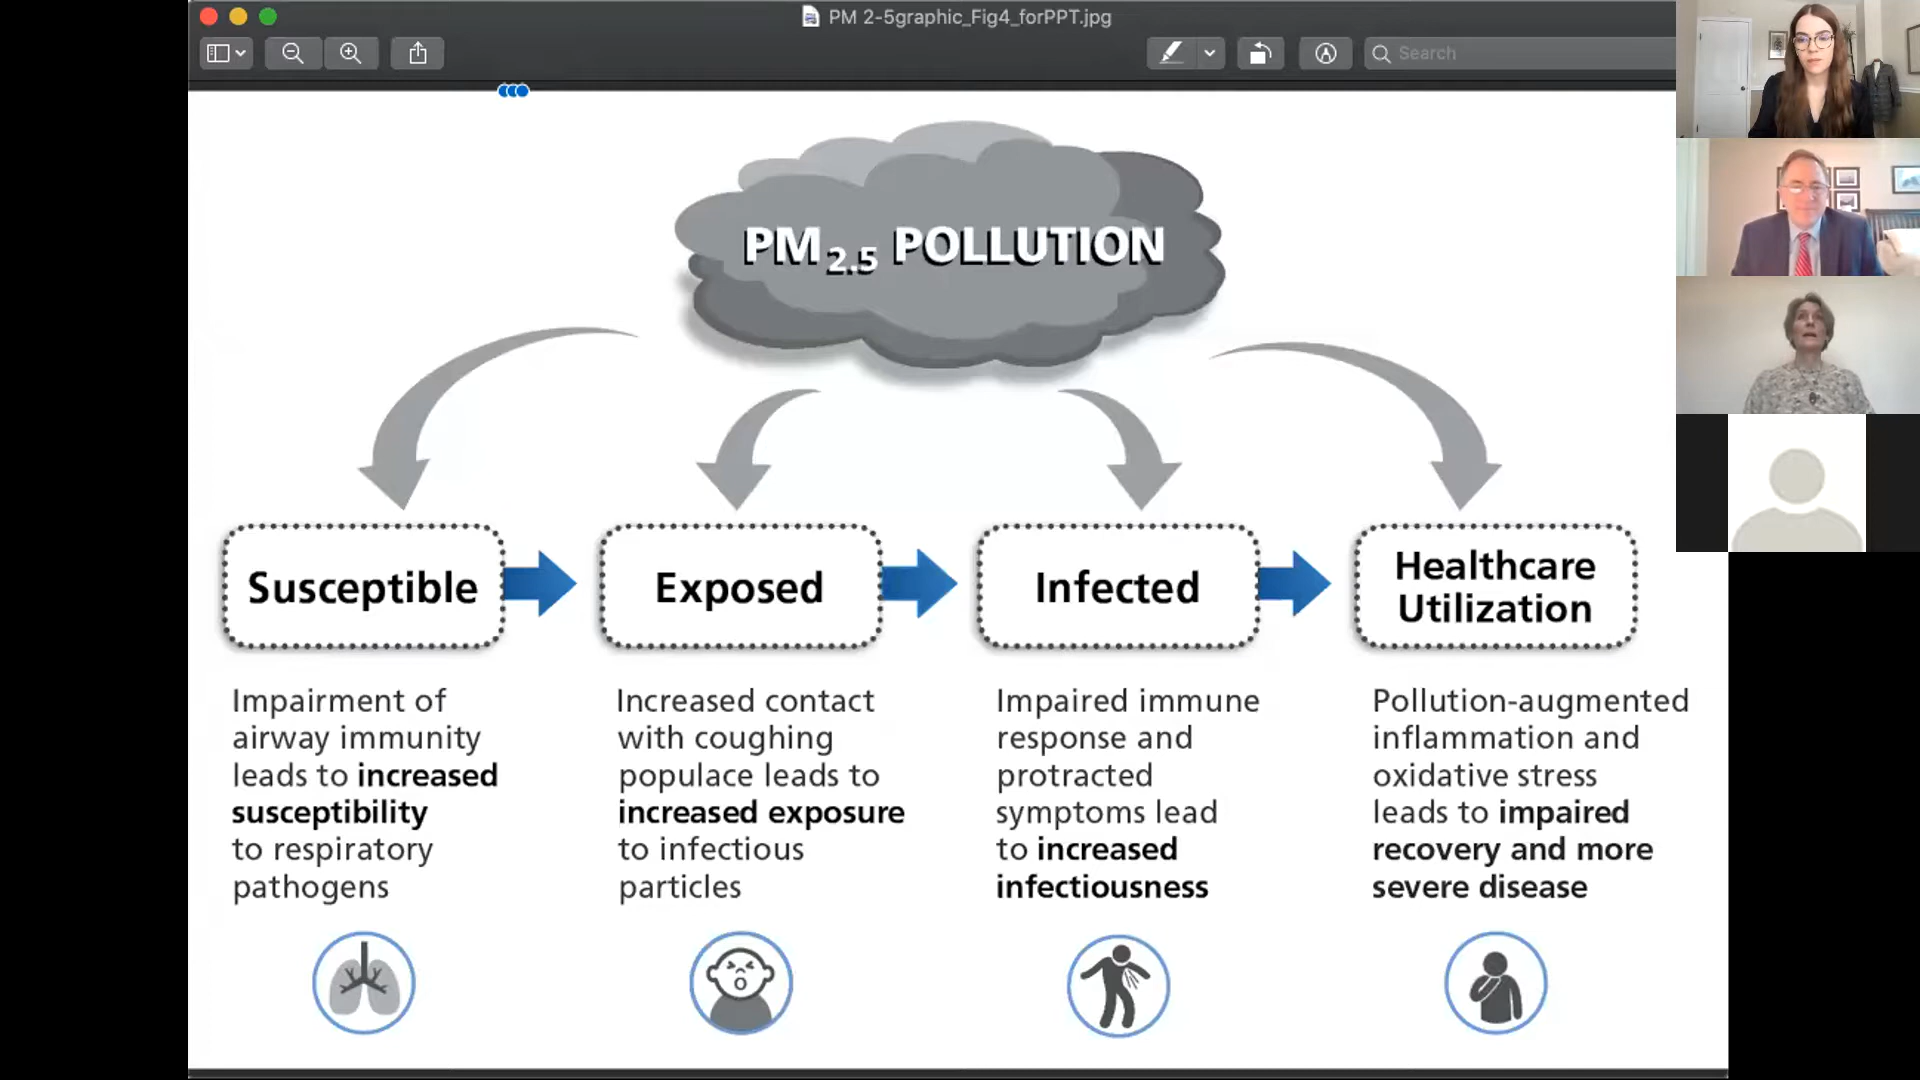 PM 2-5graphic_Fig4_forPPT.jpg
Search
PM2.5 POLLUTION
Susceptible
Exposed
Infected
Healthcare
Utilization
Impairment of
airway immunity
leads to increased
susceptibility
to respiratory
pathogens
Increased contact
with coughing
populace leads to
increased exposure
to infectious
particles
Impaired immune
response and
protracted
symptoms lead
to increased
infectiousness
Pollution-augmented
inflammation and
oxidative stress
leads to impaired
recovery and more
severe disease